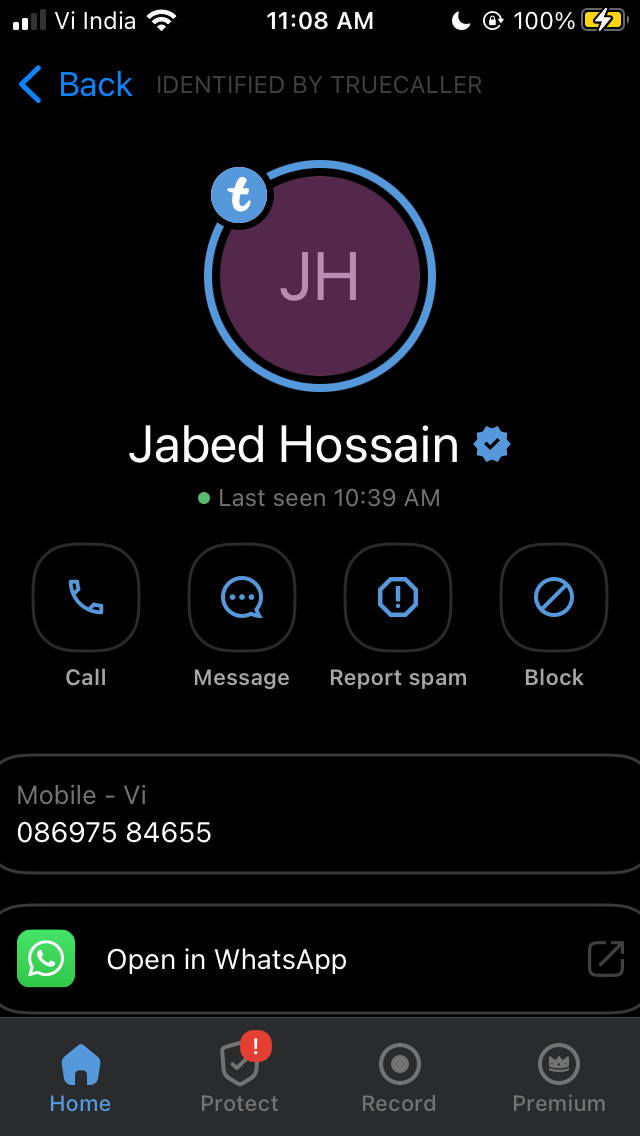 Vi India 11:08 AM 100%
Back IDENTIFIED BY TRUECALLER
t
JH
Jabed Hossain
Last seen 10:39 AM
Call Message Report spam Block
Mobile - Vi
086975 84655
Open in WhatsApp
!
Home Protect Record Premium